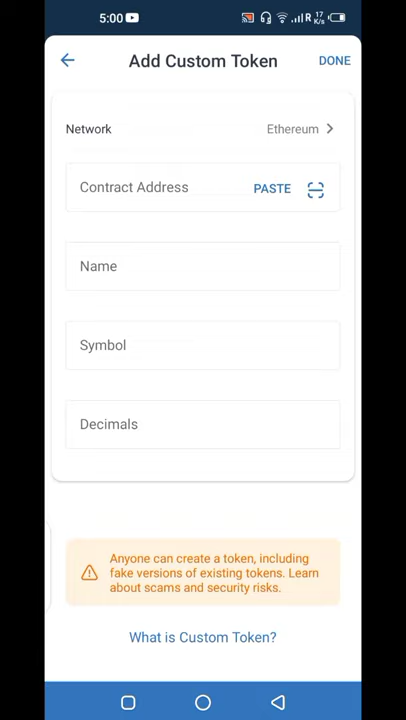 5:00
R 17 K/s
Add Custom Token
DONE
Network
Ethereum
Contract Address
PASTE
Name
Symbol
Decimals
Anyone can create a token, including
fake versions of existing tokens. Learn
about scams and security risks.
What is Custom Token?